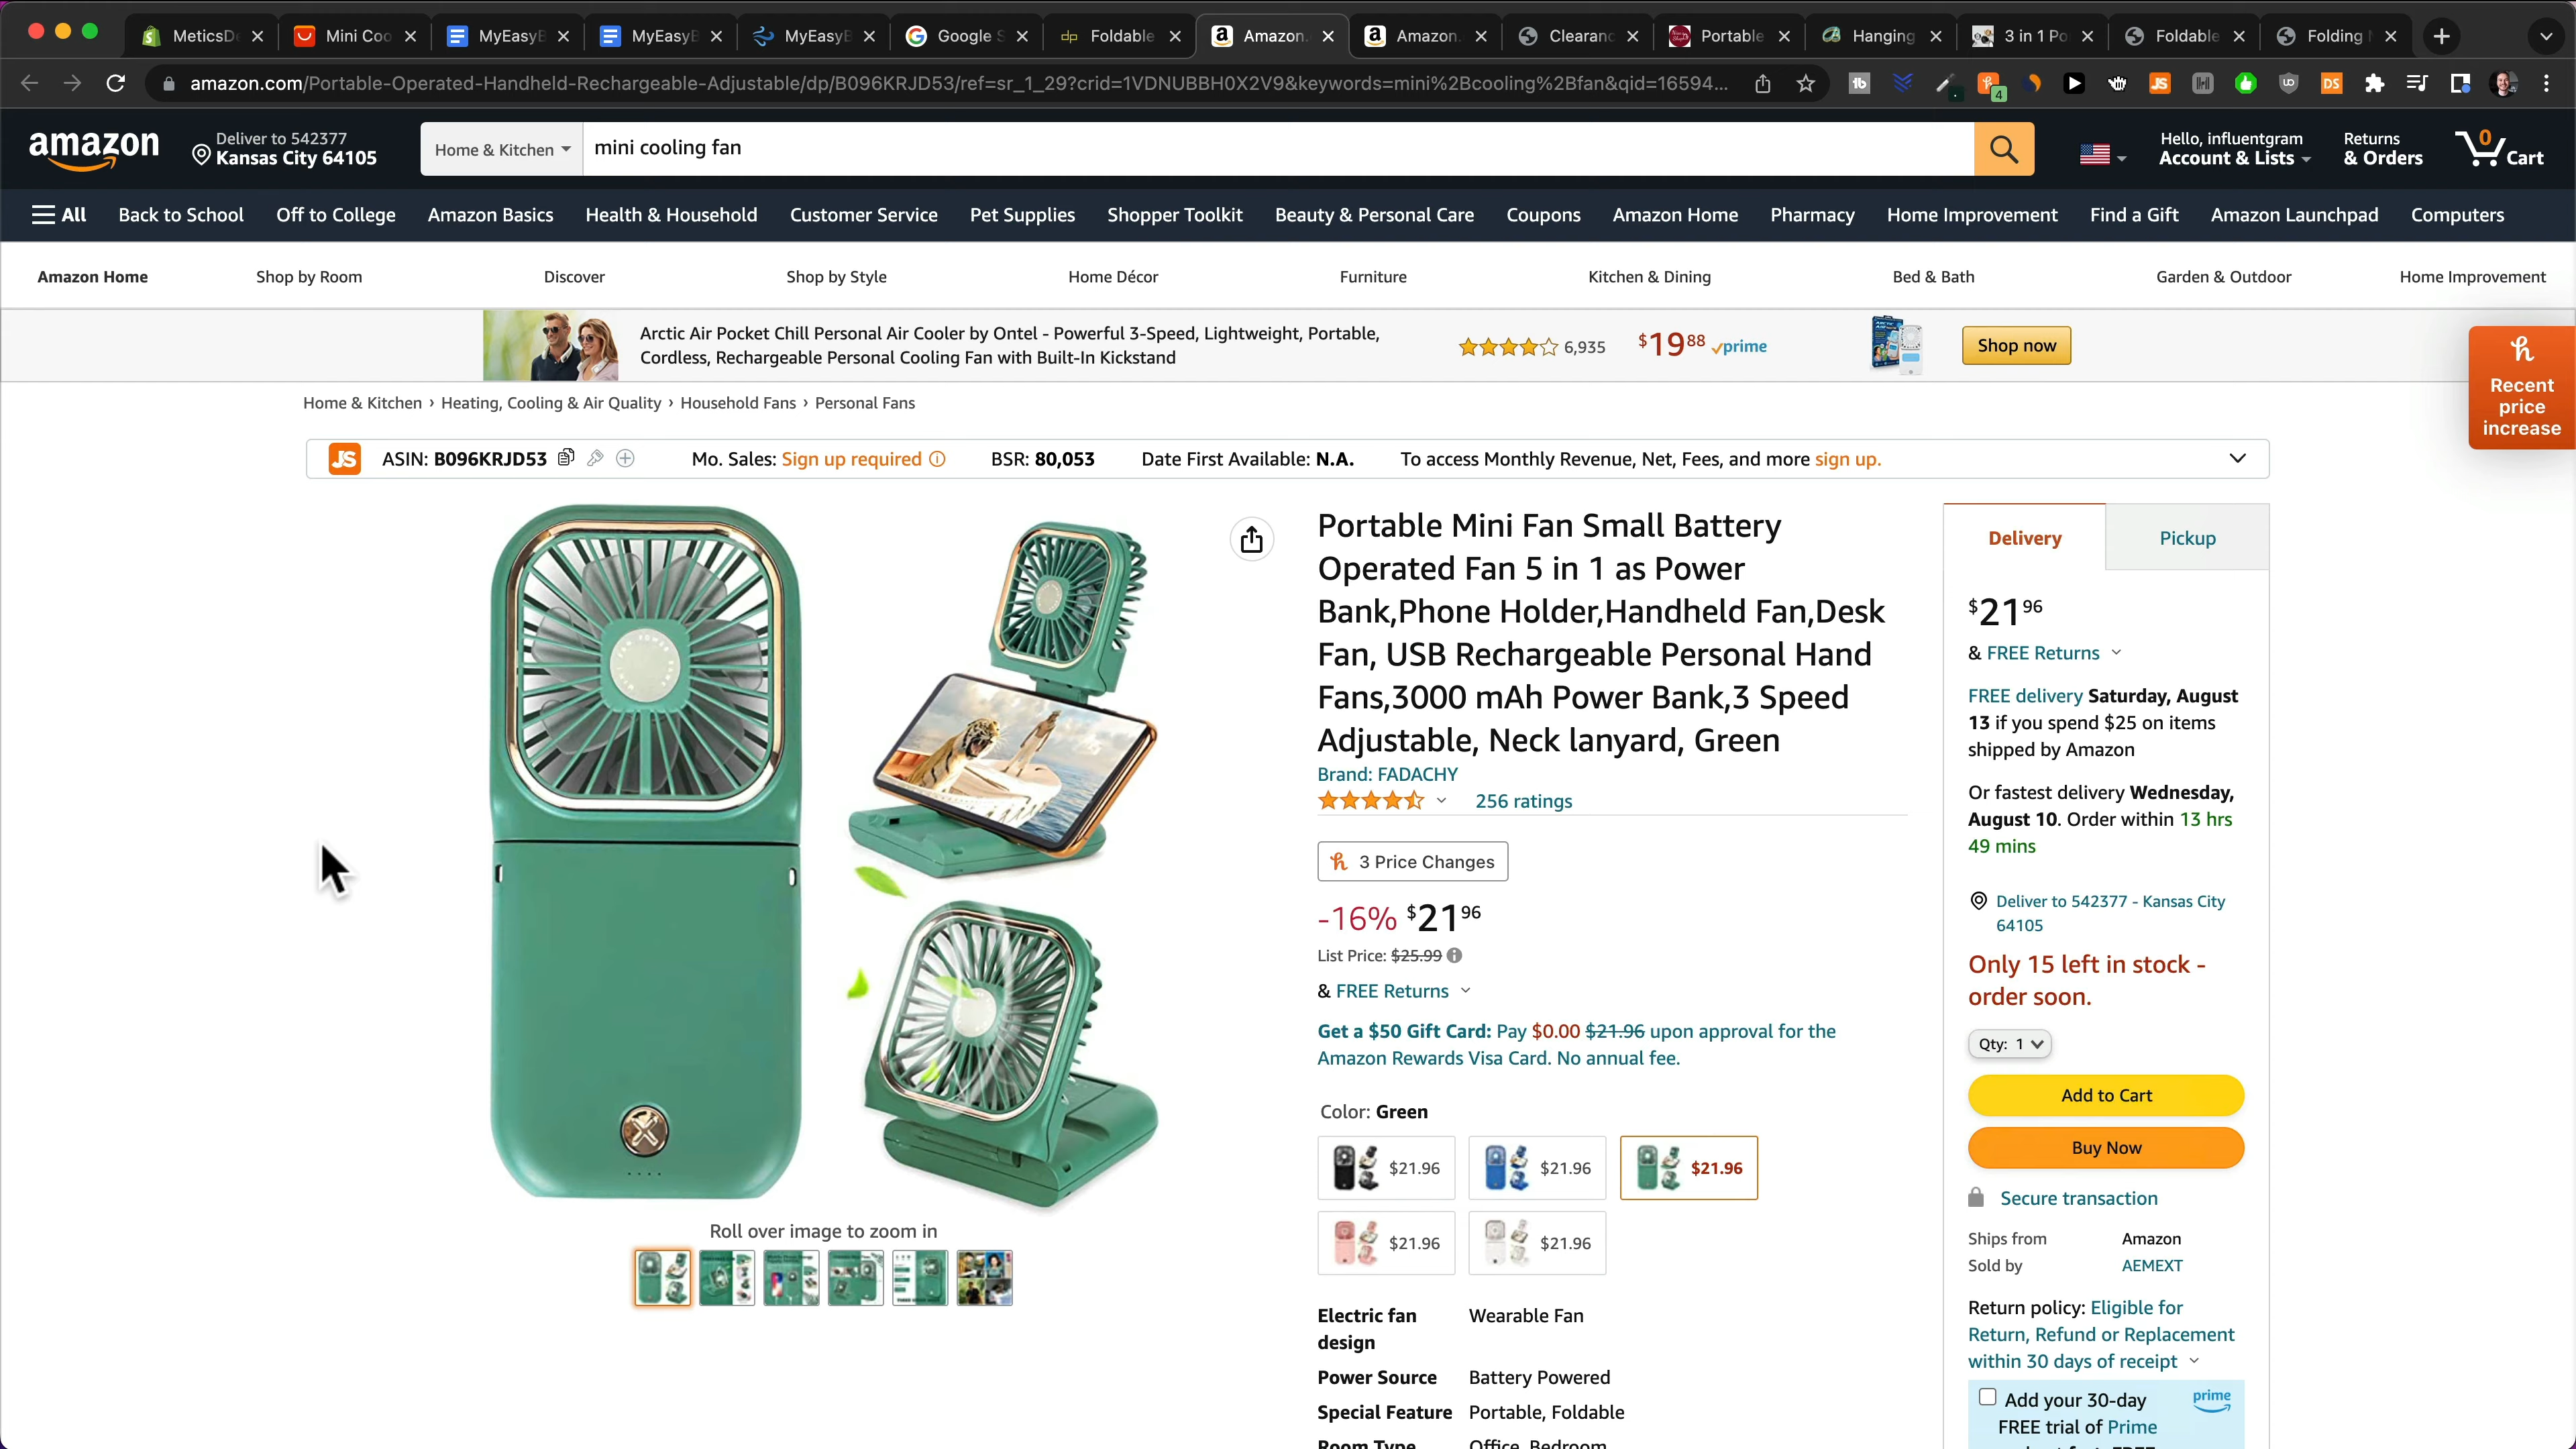 MeticsD
Mini Coo
MyEasyB
MyEasyB
MyEasyB
Google S
Foldable
Amazon.
Amazon.
Clearanc
Portable
Hanging
3 in 1 Po
Foldable
Folding
amazon.com/Portable-Operated-Handheld-Rechargeable-Adjustable/dp/B096KRJD53/ref=sr_1_29?crid=1VDNUBBH0X2V9&keywords=mini%2Bcooling%2Bfan&qid=16594...
tb
4
JS
UD
DS
amazon
Deliver to 542377
Kansas City 64105
Home & Kitchen
mini cooling fan
Hello, influentgram
Account & Lists
Returns
& Orders
0
Cart
All Back to School Off to College Amazon Basics Health & Household Customer Service Pet Supplies Shopper Toolkit Beauty & Personal Care Coupons Amazon Home Pharmacy Home Improvement Find a Gift Amazon Launchpad Computers
Amazon Home Shop by Room Discover Shop by Style Home Décor Furniture Kitchen & Dining Bed & Bath Garden & Outdoor Home Improvement
Arctic Air Pocket Chill Personal Air Cooler by Ontel - Powerful 3-Speed, Lightweight, Portable,
Cordless, Rechargeable Personal Cooling Fan with Built-In Kickstand
6,935
$19 88 prime
Shop now
h
Recent
price
increase
Home & Kitchen › Heating, Cooling & Air Quality › Household Fans › Personal Fans
JS ASIN: B096KRJD53 Mo. Sales: Sign up required BSR: 80,053 Date First Available: N.A. To access Monthly Revenue, Net, Fees, and more sign up.
Roll over image to zoom in
Portable Mini Fan Small Battery
Operated Fan 5 in 1 as Power
Bank,Phone Holder,Handheld Fan,Desk
Fan, USB Rechargeable Personal Hand
Fans,3000 mAh Power Bank,3 Speed
Adjustable, Neck lanyard, Green
Brand: FADACHY
256 ratings
3 Price Changes
-16% $21 96
List Price: $25.99
& FREE Returns
Get a $50 Gift Card: Pay $0.00 $21.96 upon approval for the
Amazon Rewards Visa Card. No annual fee.
Color: Green
$21.96
$21.96
$21.96
$21.96
$21.96
Electric fan design Wearable Fan
Power Source Battery Powered
Special Feature Portable, Foldable
Room Type Office, Bedroom
Delivery
Pickup
$21 96
& FREE Returns
FREE delivery Saturday, August
13 if you spend $25 on items
shipped by Amazon
Or fastest delivery Wednesday,
August 10. Order within 13 hrs
49 mins
Deliver to 542377 - Kansas City
64105
Only 15 left in stock -
order soon.
Qty: 1
Add to Cart
Buy Now
Secure transaction
Ships from Amazon
Sold by AEMEXT
Return policy: Eligible for
Return, Refund or Replacement
within 30 days of receipt
Add your 30-day
FREE trial of Prime
prime